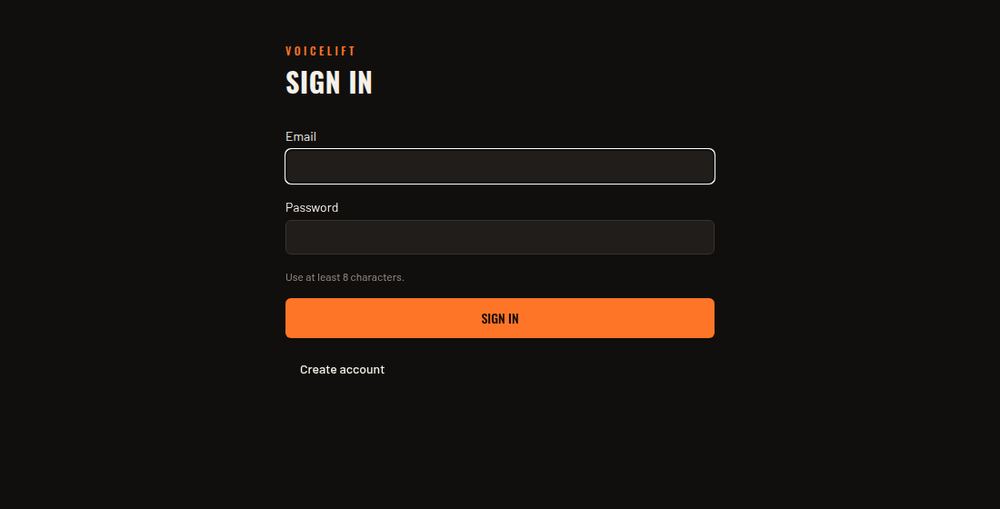 VOICELIFT
SIGN IN
Email
Password
Use at least 8 characters.
SIGN IN
Create account